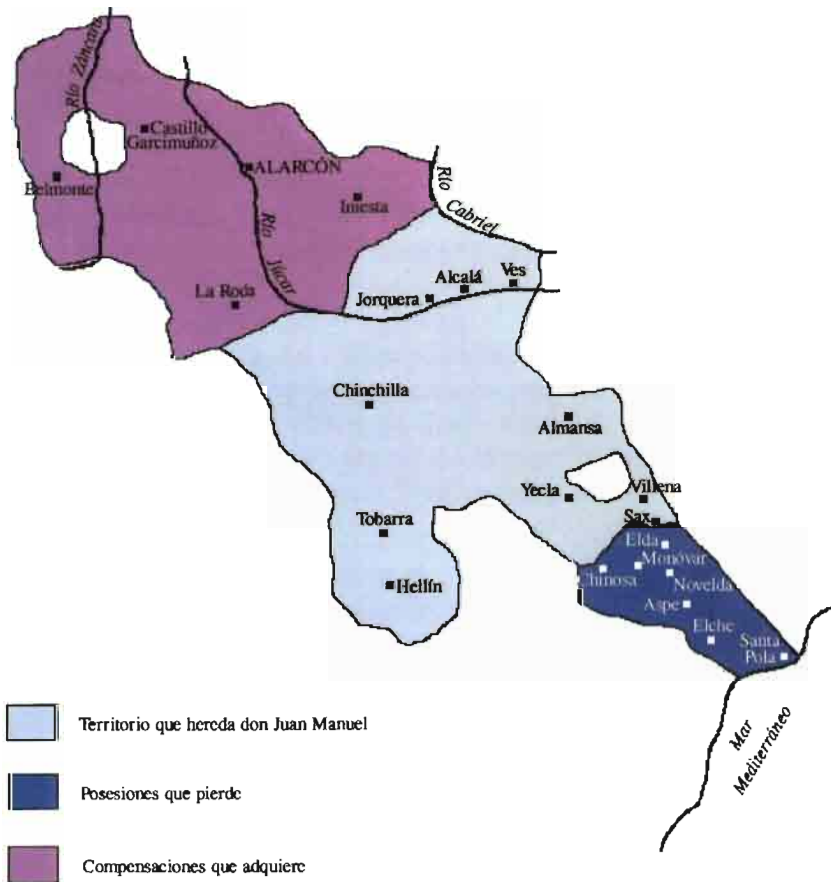 Río Záncara
Castillo
Garcimuñoz
Belmonte
ALARCÓN
Iniesta
Río
Cabriel
Río
Júcar
La Roda
Jorquera
Alcalá
Ves
Chinchilla
Almansa
Yecla
Villena
Sax
Tobarra
Hellín
Elda
Monóvar
Chinosa
Novelda
Aspe
Elche
Santa
Pola
Mar
Mediterráneo
Territorio que hereda don Juan Manuel
Posesiones que pierde
Compensaciones que adquiere